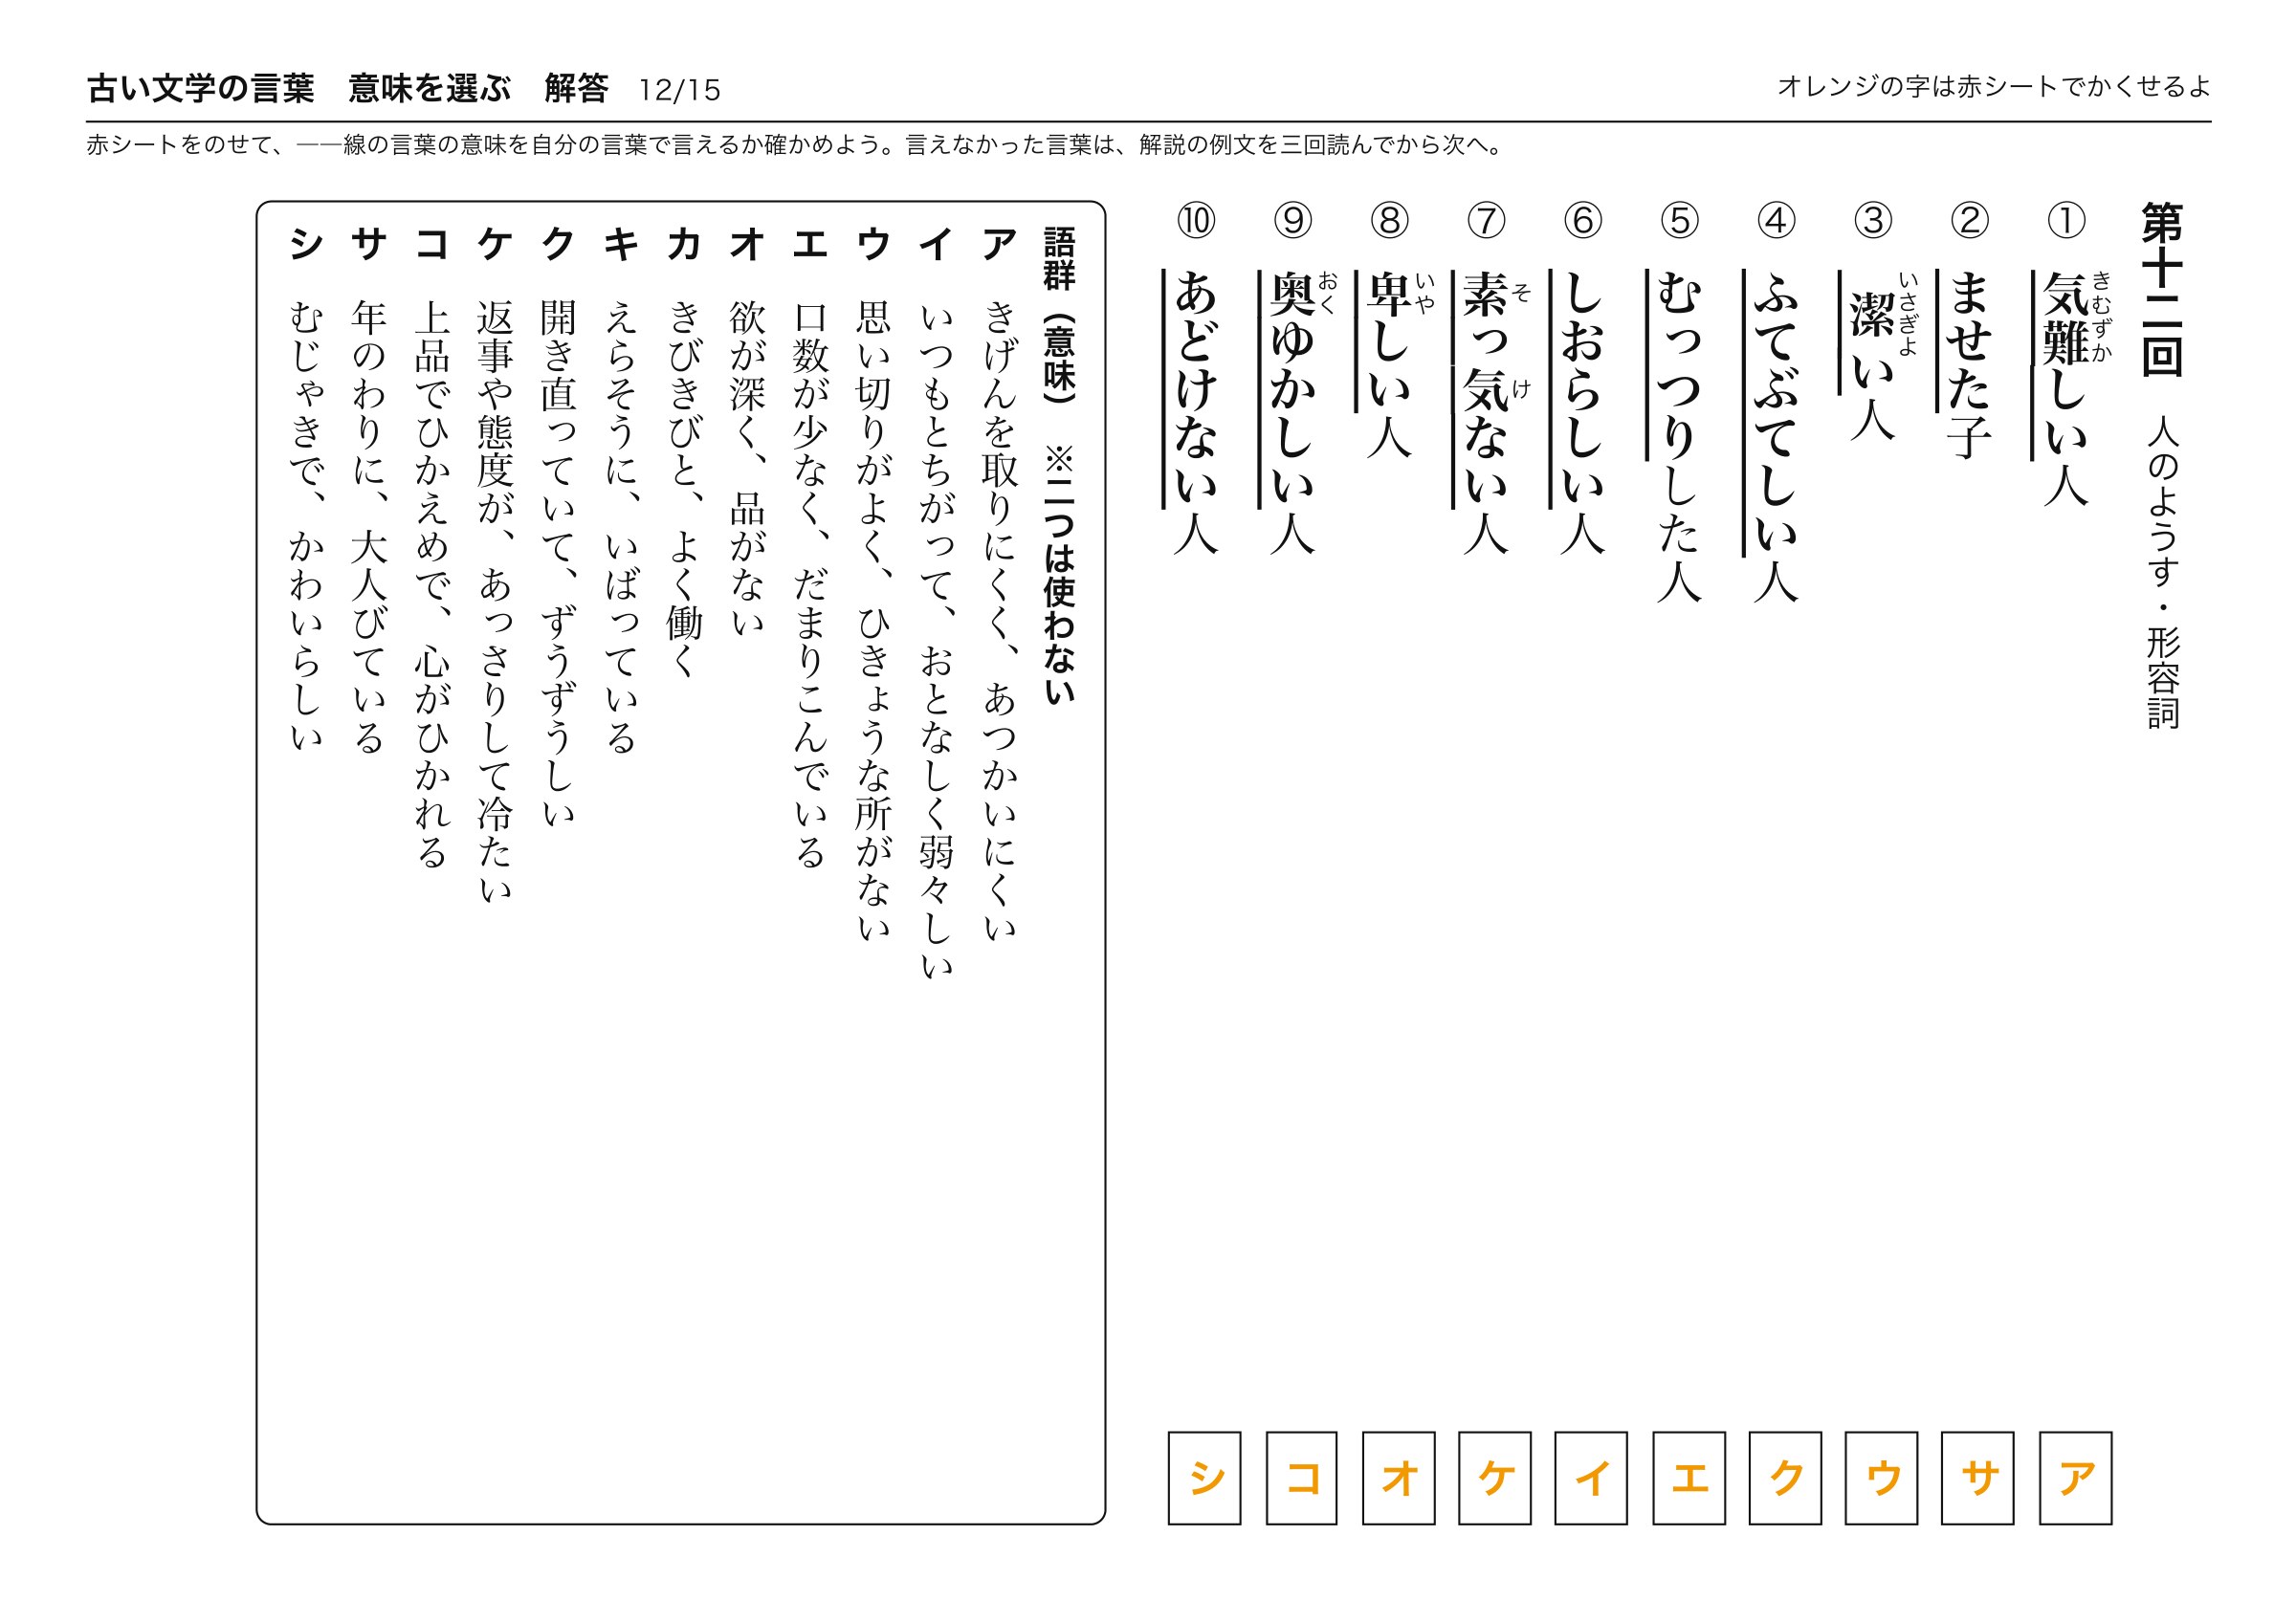 古い文学の言葉　意味を選ぶ　解答　12/15
オレンジの字は赤シートでかくせるよ
赤シートをのせて、――線の言葉の意味を自分の言葉で言えるか確かめよう。言えなかった言葉は、解説の例文を三回読んでから次へ。
第十二回　人のようす・形容詞
① 気難しい人 きむずか ア
② ませた子 サ
③ 潔い人 いさぎよ ウ
④ ふてぶてしい人 ク
⑤ むっつりした人 エ
⑥ しおらしい人 イ
⑦ 素っ気ない人 そ け ケ
⑧ 卑しい人 いや オ
⑨ 奥ゆかしい人 おく コ
⑩ あどけない人 シ
語群（意味）　※二つは使わない
ア　きげんを取りにくく、あつかいにくい
イ　いつもとちがって、おとなしく弱々しい
ウ　思い切りがよく、ひきょうな所がない
エ　口数が少なく、だまりこんでいる
オ　欲が深く、品がない
カ　きびきびと、よく働く
キ　えらそうに、いばっている
ク　開き直っていて、ずうずうしい
ケ　返事や態度が、あっさりして冷たい
コ　上品でひかえめで、心がひかれる
サ　年のわりに、大人びている
シ　むじゃきで、かわいらしい